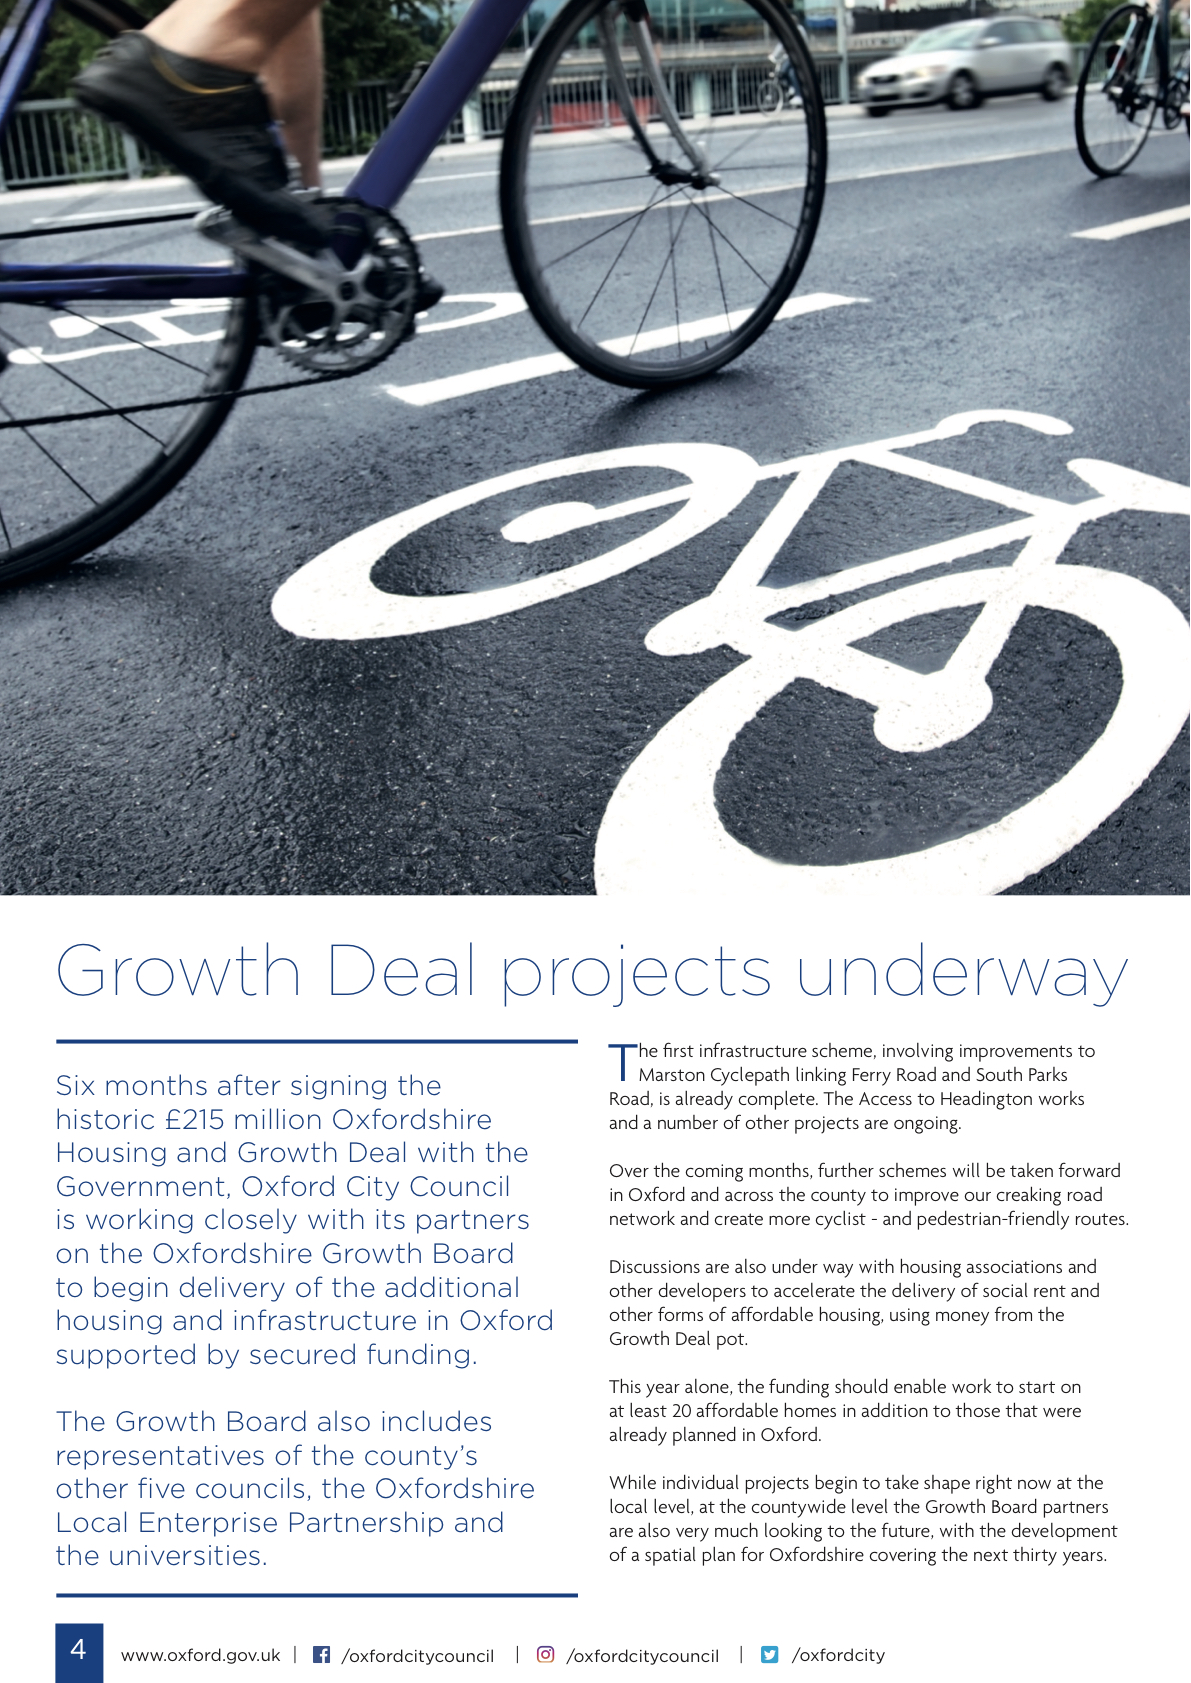 Growth Deal projects underway
Six months after signing the
historic £215 million Oxfordshire
Housing and Growth Deal with the
Government, Oxford City Council
is working closely with its partners
on the Oxfordshire Growth Board
to begin delivery of the additional
housing and infrastructure in Oxford
supported by secured funding.
The Growth Board also includes
representatives of the county's
other five councils, the Oxfordshire
Local Enterprise Partnership and
the universities.
The first infrastructure scheme, involving improvements to
Marston Cyclepath linking Ferry Road and South Parks
Road, is already complete. The Access to Headington works
and a number of other projects are ongoing.
Over the coming months, further schemes will be taken forward
in Oxford and across the county to improve our creaking road
network and create more cyclist - and pedestrian-friendly routes.
Discussions are also under way with housing associations and
other developers to accelerate the delivery of social rent and
other forms of affordable housing, using money from the
Growth Deal pot.
This year alone, the funding should enable work to start on
at least 20 affordable homes in addition to those that were
already planned in Oxford.
While individual projects begin to take shape right now at the
local level, at the countywide level the Growth Board partners
are also very much looking to the future, with the development
of a spatial plan for Oxfordshire covering the next thirty years.
4 www.oxford.gov.uk | /oxfordcitycouncil | /oxfordcitycouncil | /oxfordcity